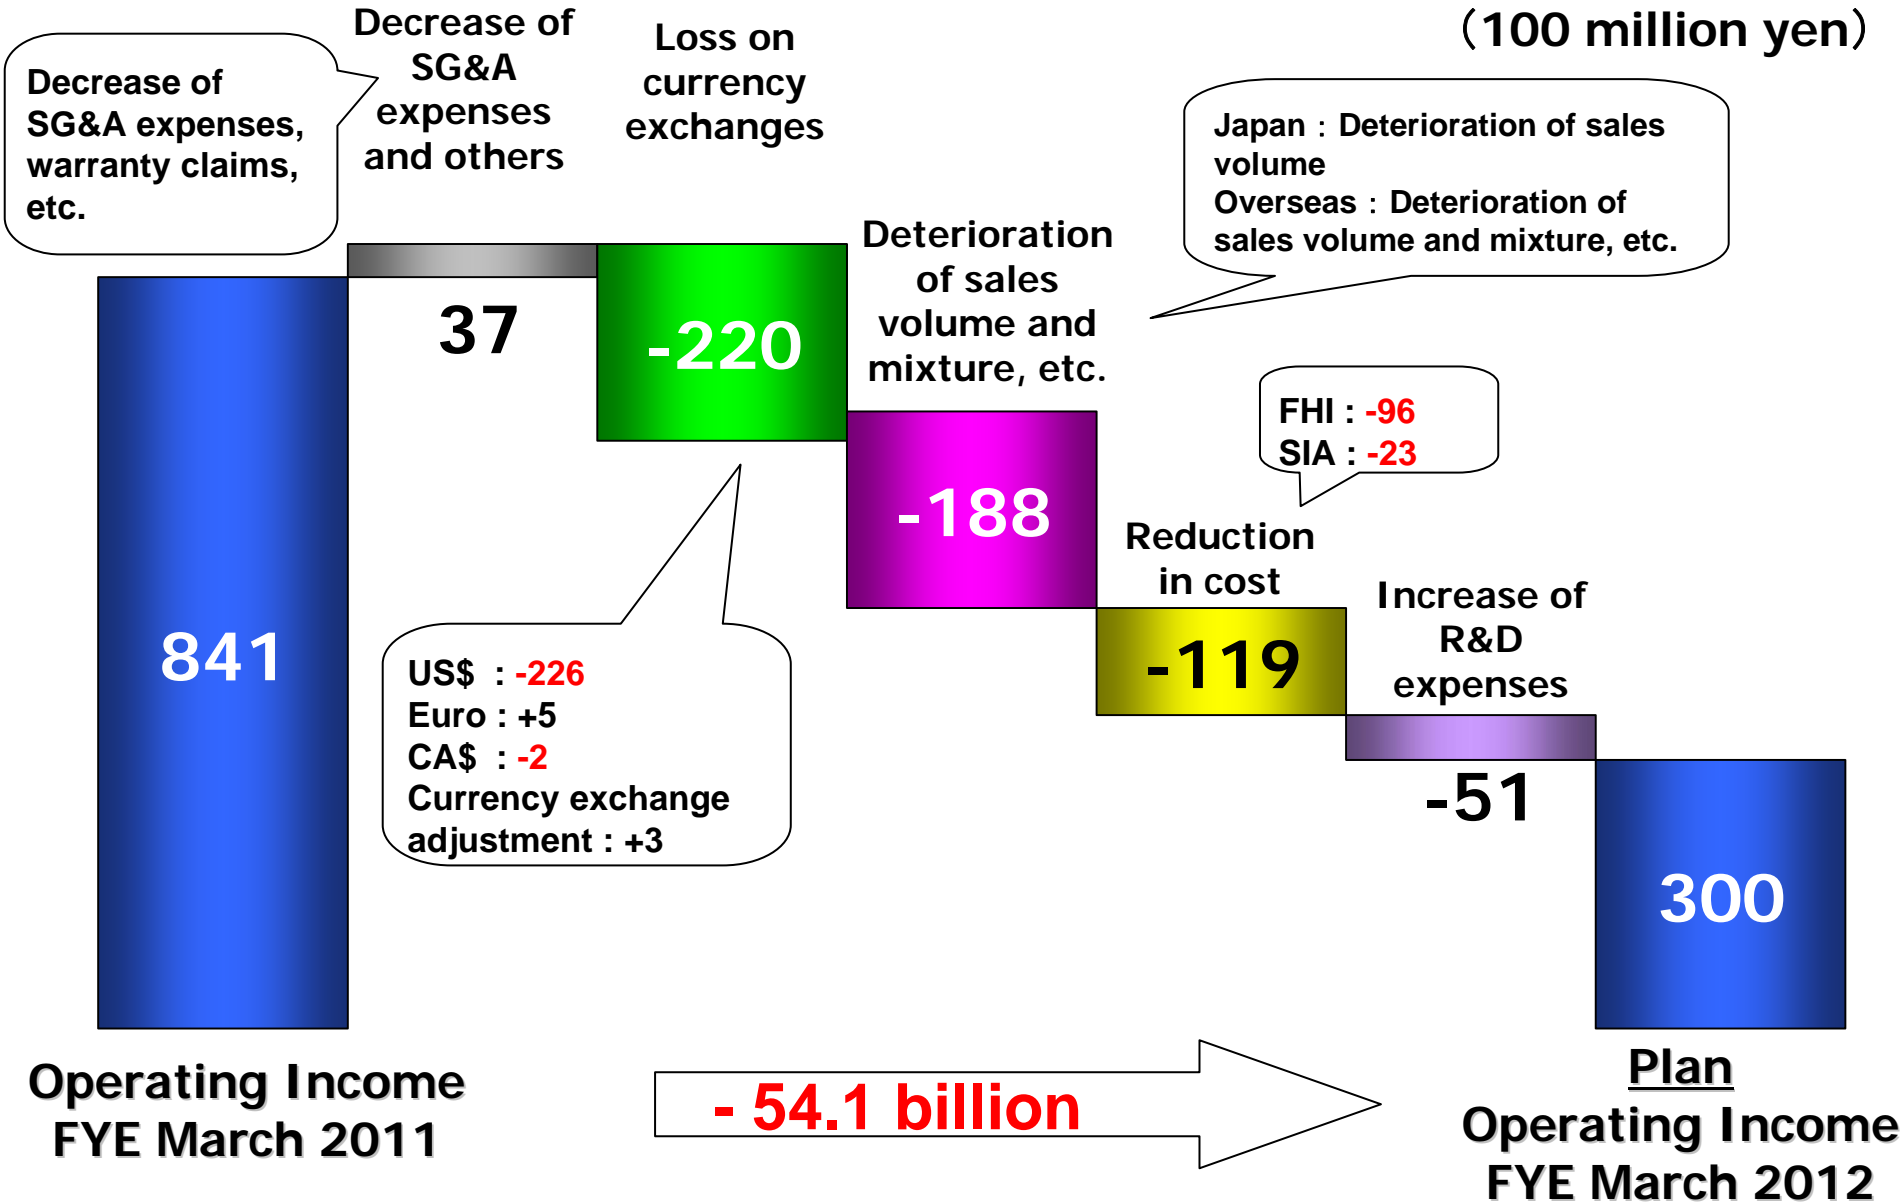 （100 million yen）
Decrease of
SG&A expenses,
warranty claims,
etc.
Decrease of
SG&A
expenses
and others
Loss on
currency
exchanges
Japan : Deterioration of sales
volume
Overseas : Deterioration of
sales volume and mixture, etc.
Deterioration
of sales
volume and
mixture, etc.
37
-220
FHI : -96
SIA : -23
-188
Reduction
in cost
Increase of
R&D
expenses
841
-119
US$ : -226
Euro : +5
CA$ : -2
Currency exchange
adjustment : +3
-51
300
Operating Income
FYE March 2011
- 54.1 billion
Plan
Operating Income
FYE March 2012